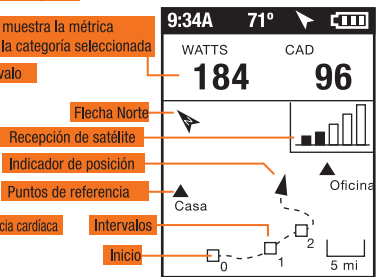 muestra la métrica
la categoría seleccionada
valo
9:34A 71º
WATTS CAD
184 96
Flecha Norte
N
Recepción de satélite
Indicador de posición
Puntos de referencia
Casa
Oficina
cia cardíaca
Intervalos
Inicio
0
1
2
5 mi